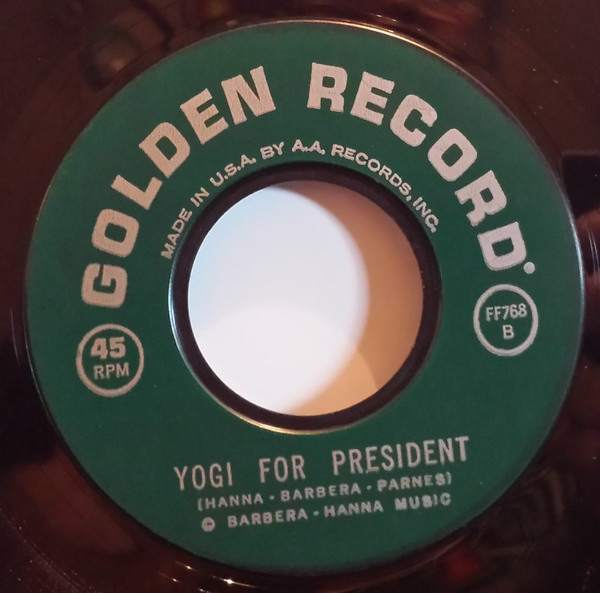 GOLDEN RECORD
MADE IN U.S.A. BY A.A. RECORDS, INC.
45
RPM
FF768
B
YOGI FOR PRESIDENT
(HANNA - BARBERA - PARNES)
© BARBERA - HANNA MUSIC